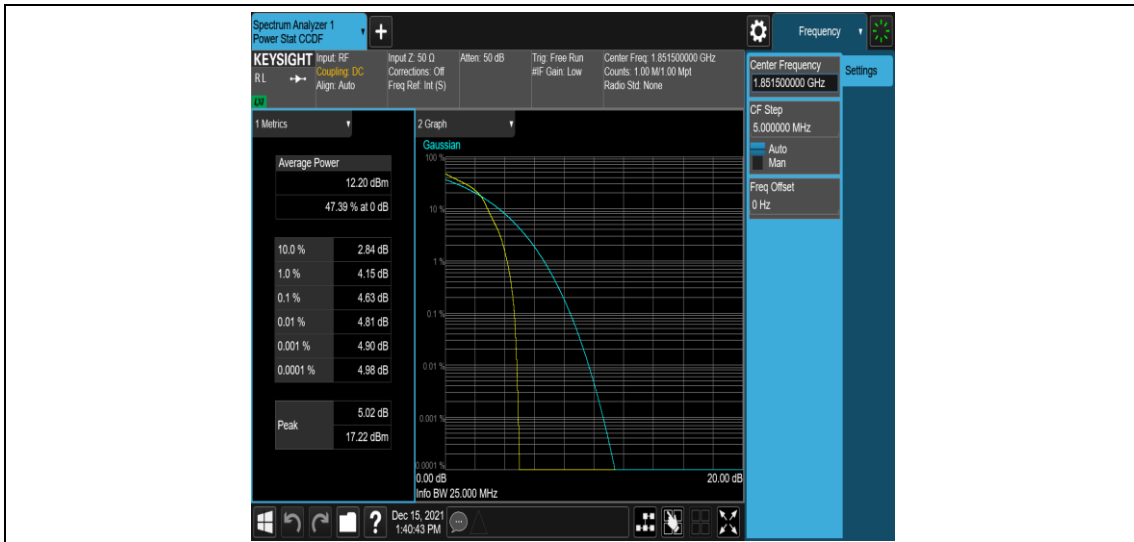 Spectrum Analyzer 1
Power Stat CCDF
+
Frequency
KEYSIGHT
RL
LXI
Input: RF
Coupling: DC
Align: Auto
Input Z: 50 Ω
Corrections: Off
Freq Ref: Int (S)
Atten: 50 dB
Trig: Free Run
#IF Gain: Low
Center Freq: 1.851500000 GHz
Counts: 1.00 M/1.00 Mpt
Radio Std: None
Center Frequency
1.851500000 GHz
Settings
CF Step
5.000000 MHz
Auto
Man
Freq Offset
0 Hz
1 Metrics
Average Power
12.20 dBm
47.39 % at 0 dB
10.0 % 2.84 dB
1.0 % 4.15 dB
0.1 % 4.63 dB
0.01 % 4.81 dB
0.001 % 4.90 dB
0.0001 % 4.98 dB
Peak
5.02 dB
17.22 dBm
2 Graph
Gaussian
100 %
10 %
1 %
0.1 %
0.01 %
0.001 %
0.0001 %
0.00 dB 20.00 dB
Info BW 25.000 MHz
?
Dec 15, 2021
1:40:43 PM